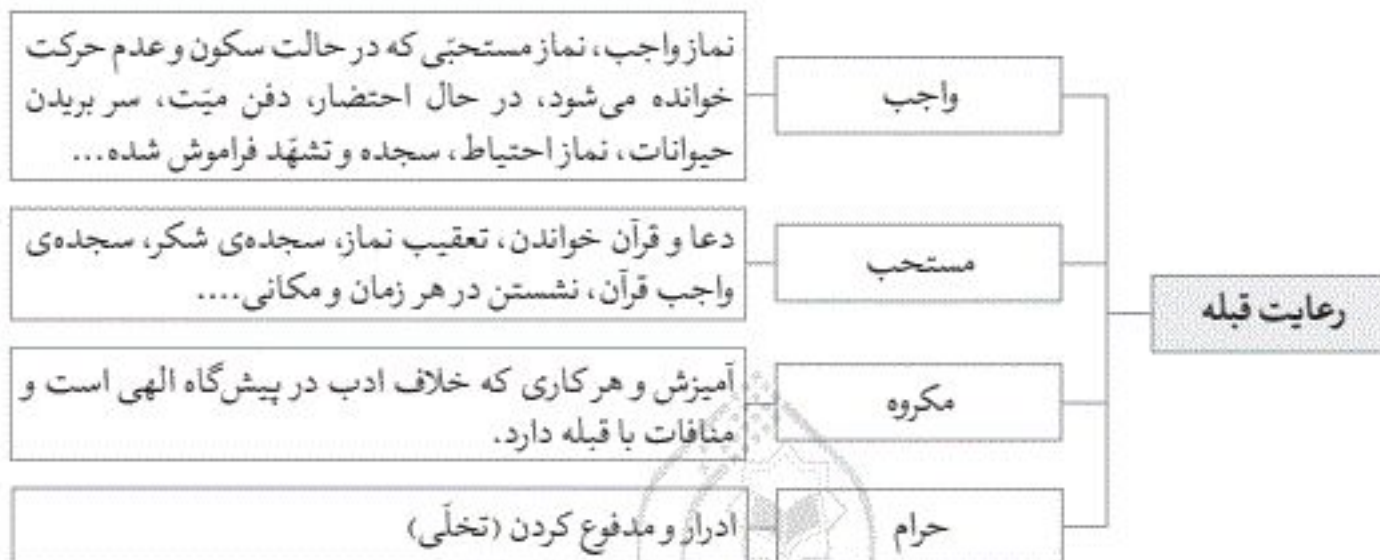 رعایت قبله
واجب
نماز واجب، نماز مستحبّی که در حالت سکون و عدم حرکت
خوانده می‌شود، در حال احتضار، دفن میّت، سر بریدن
حیوانات، نماز احتیاط، سجده و تشهّد فراموش شده...
مستحب
دعا و قرآن خواندن، تعقیب نماز، سجده‌ی شکر، سجده‌ی
واجب قرآن، نشستن در هر زمان و مکانی....
مکروه
آمیزش و هر کاری که خلاف ادب در پیش‌گاه الهی است و
منافات با قبله دارد.
حرام
ادرار و مدفوع کردن (تخلّی)